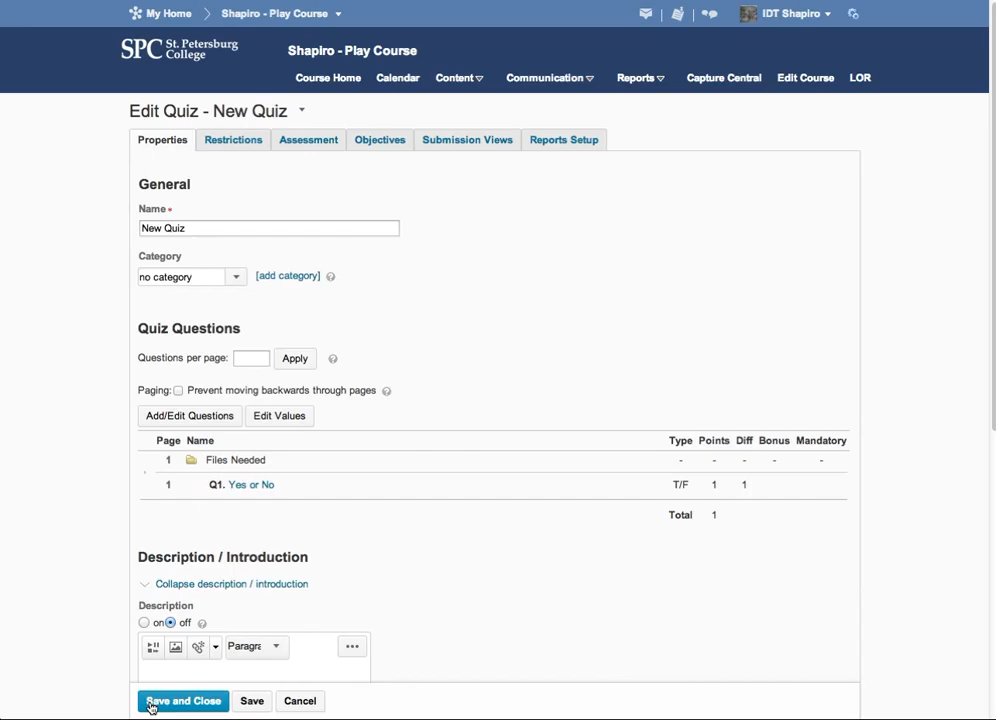 My Home Shapiro - Play Course IDT Shapiro
SPC St. Petersburg College Shapiro - Play Course
Course Home Calendar Content Communication Reports Capture Central Edit Course LOR
Edit Quiz - New Quiz
Properties Restrictions Assessment Objectives Submission Views Reports Setup
General
Name *
New Quiz
Category
no category [add category] ?
Quiz Questions
Questions per page: Apply ?
Paging: Prevent moving backwards through pages ?
Add/Edit Questions Edit Values
Page Name Type Points Diff Bonus Mandatory
1 Files Needed - - - - -
1 Q1. Yes or No T/F 1 1
Total 1
Description / Introduction
Collapse description / introduction
Description
on off ?
Paragra ...
Save and Close Save Cancel